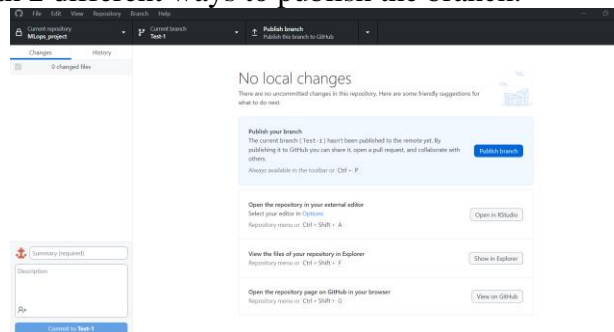 2 different ways to publish the branch.
File Edit View Repository Branch Help
Current repository
MLops_project
Current branch
Test-1
Publish branch
Publish this branch to GitHub
Changes History
0 changed files
No local changes
There are no uncommitted changes in this repository. Here are some friendly suggestions for
what to do next.
Publish your branch
The current branch (Test-1) hasn't been published to the remote yet. By
publishing it to GitHub you can share it, open a pull request, and collaborate with
others.
Always available in the toolbar or Ctrl + P
Publish branch
Open the repository in your external editor
Select your editor in Options
Repository menu or Ctrl + Shift + A
Open in RStudio
View the files of your repository in Explorer
Repository menu or Ctrl + Shift + F
Show in Explorer
Open the repository page on GitHub in your browser
Repository menu or Ctrl + Shift + G
View on GitHub
Summary (required)
Description
Commit to Test-1